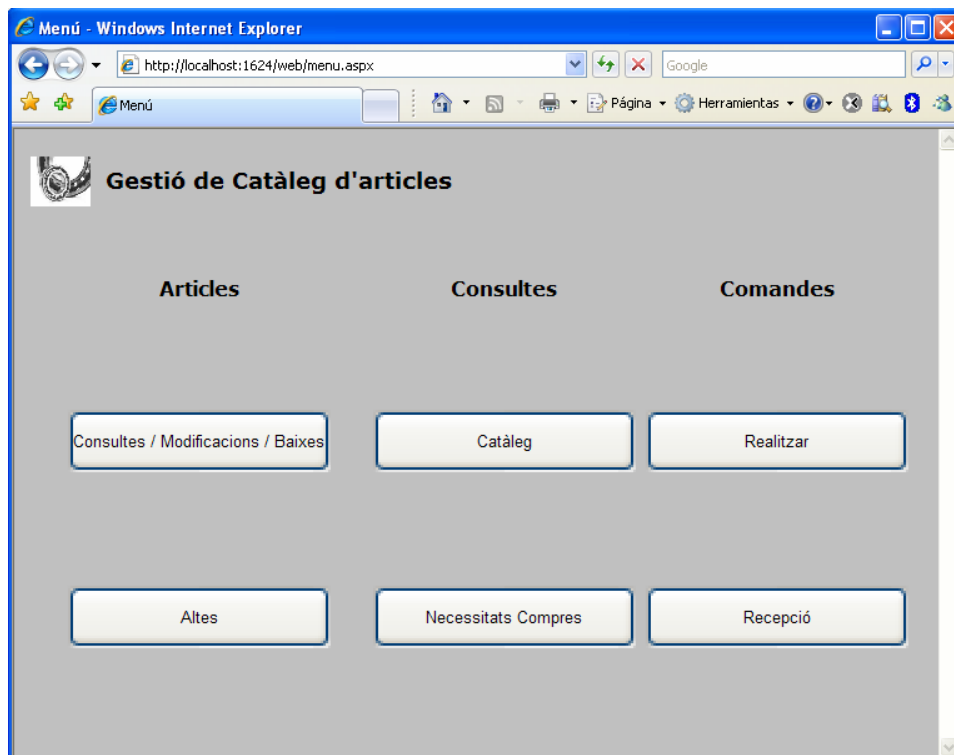 Menú - Windows Internet Explorer
http://localhost:1624/web/menu.aspx
Google
Menú
Página
Herramientas
Gestió de Catàleg d'articles
Articles Consultes Comandes
Consultes / Modificacions / Baixes Catàleg Realitzar
Altes Necessitats Compres Recepció